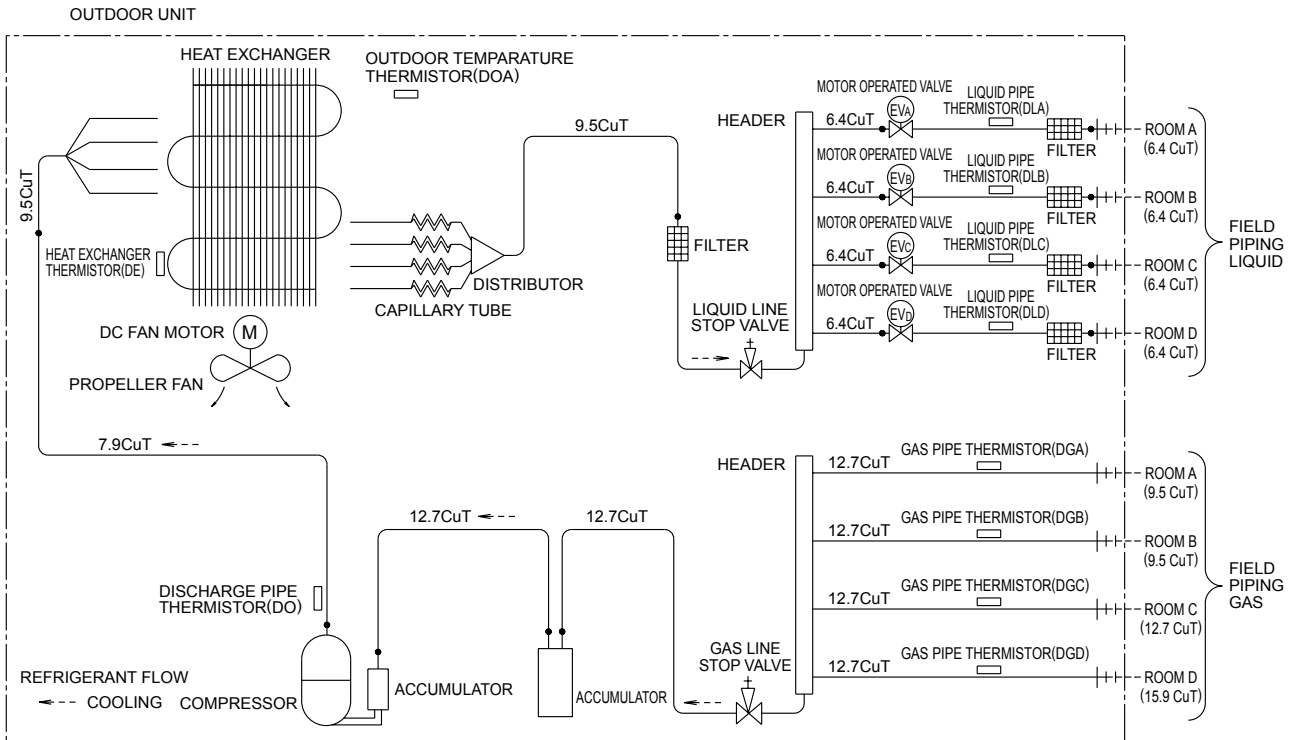 OUTDOOR UNIT
HEAT EXCHANGER
OUTDOOR TEMPARATURE
THERMISTOR(DOA)
9.5CuT
9.5CuT
HEAT EXCHANGER
THERMISTOR(DE)
DC FAN MOTOR
M
PROPELLER FAN
CAPILLARY TUBE
DISTRIBUTOR
FILTER
LIQUID LINE
STOP VALVE
HEADER
MOTOR OPERATED VALVE
6.4CuT
EVA
LIQUID PIPE
THERMISTOR(DLA)
FILTER
ROOM A
(6.4 CuT)
MOTOR OPERATED VALVE
6.4CuT
EVB
LIQUID PIPE
THERMISTOR(DLB)
FILTER
ROOM B
(6.4 CuT)
MOTOR OPERATED VALVE
6.4CuT
EVC
LIQUID PIPE
THERMISTOR(DLC)
FILTER
ROOM C
(6.4 CuT)
MOTOR OPERATED VALVE
6.4CuT
EVD
LIQUID PIPE
THERMISTOR(DLD)
FILTER
ROOM D
(6.4 CuT)
FIELD
PIPING
LIQUID
7.9CuT
12.7CuT
12.7CuT
DISCHARGE PIPE
THERMISTOR(DO)
COMPRESSOR
ACCUMULATOR
ACCUMULATOR
GAS LINE
STOP VALVE
HEADER
12.7CuT
GAS PIPE THERMISTOR(DGA)
ROOM A
(9.5 CuT)
12.7CuT
GAS PIPE THERMISTOR(DGB)
ROOM B
(9.5 CuT)
12.7CuT
GAS PIPE THERMISTOR(DGC)
ROOM C
(12.7 CuT)
12.7CuT
GAS PIPE THERMISTOR(DGD)
ROOM D
(15.9 CuT)
FIELD
PIPING
GAS
REFRIGERANT FLOW
COOLING